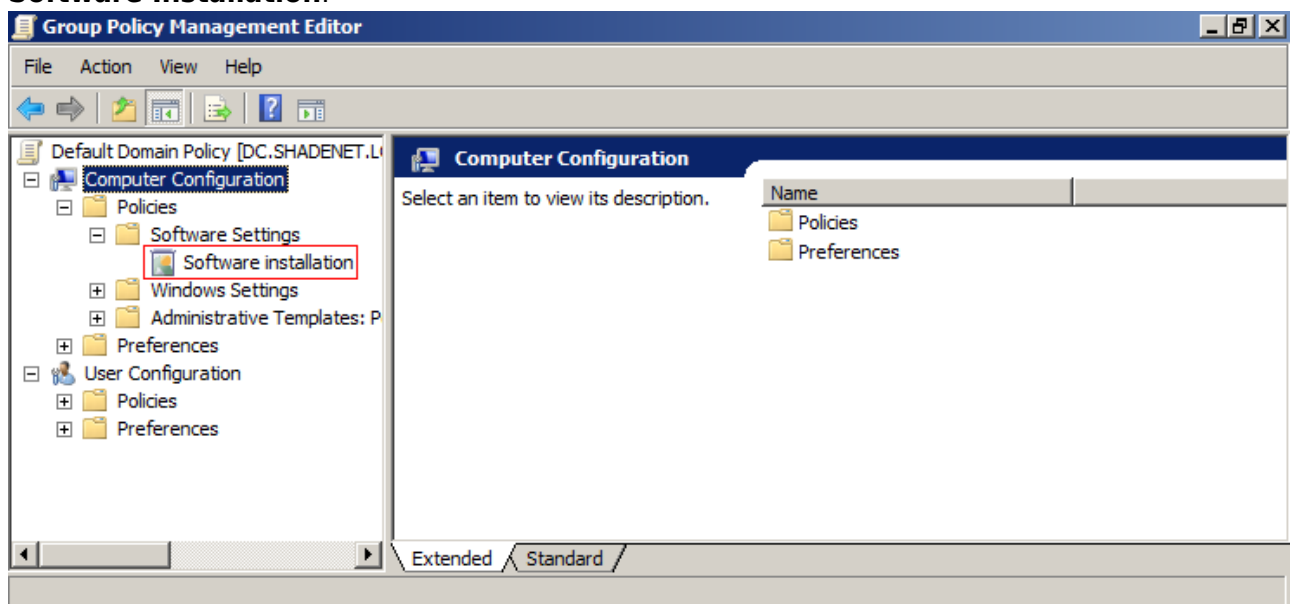 Software installation.
Group Policy Management Editor
File Action View Help
Default Domain Policy [DC.SHADENET.L
Computer Configuration
Policies
Software Settings
Software installation
Windows Settings
Administrative Templates: P
Preferences
User Configuration
Policies
Preferences
Computer Configuration
Select an item to view its description.
Name
Policies
Preferences
Extended Standard